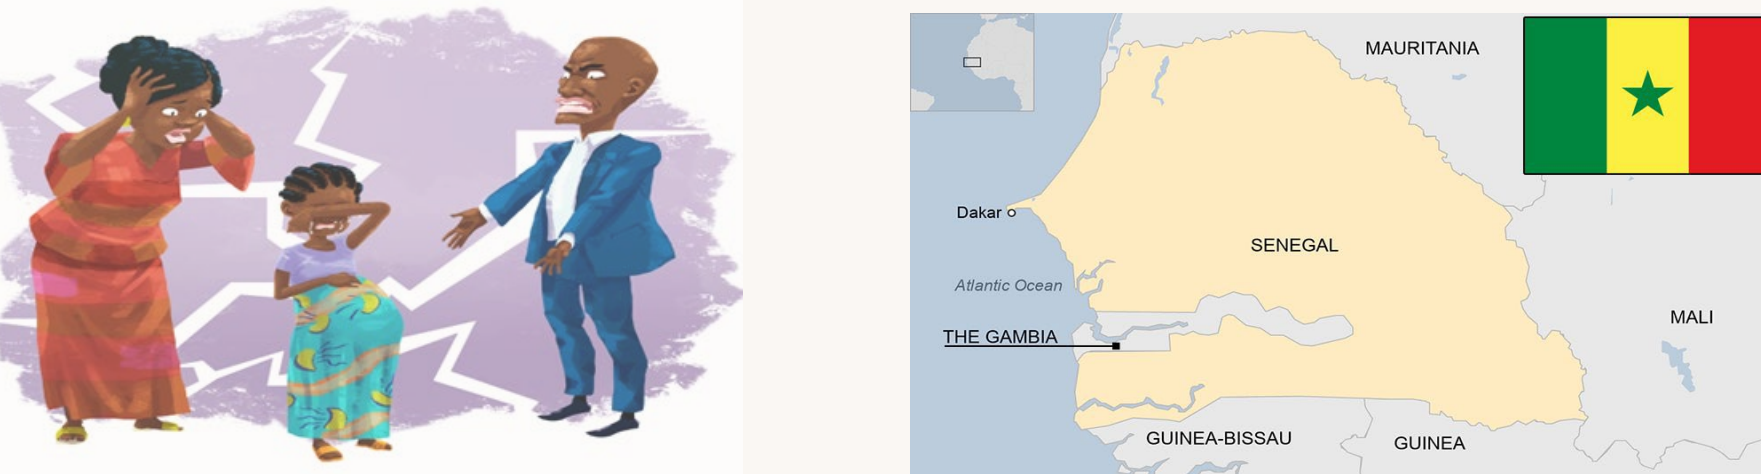 MAURITANIA
Dakar
SENEGAL
Atlantic Ocean
THE GAMBIA
MALI
GUINEA-BISSAU
GUINEA